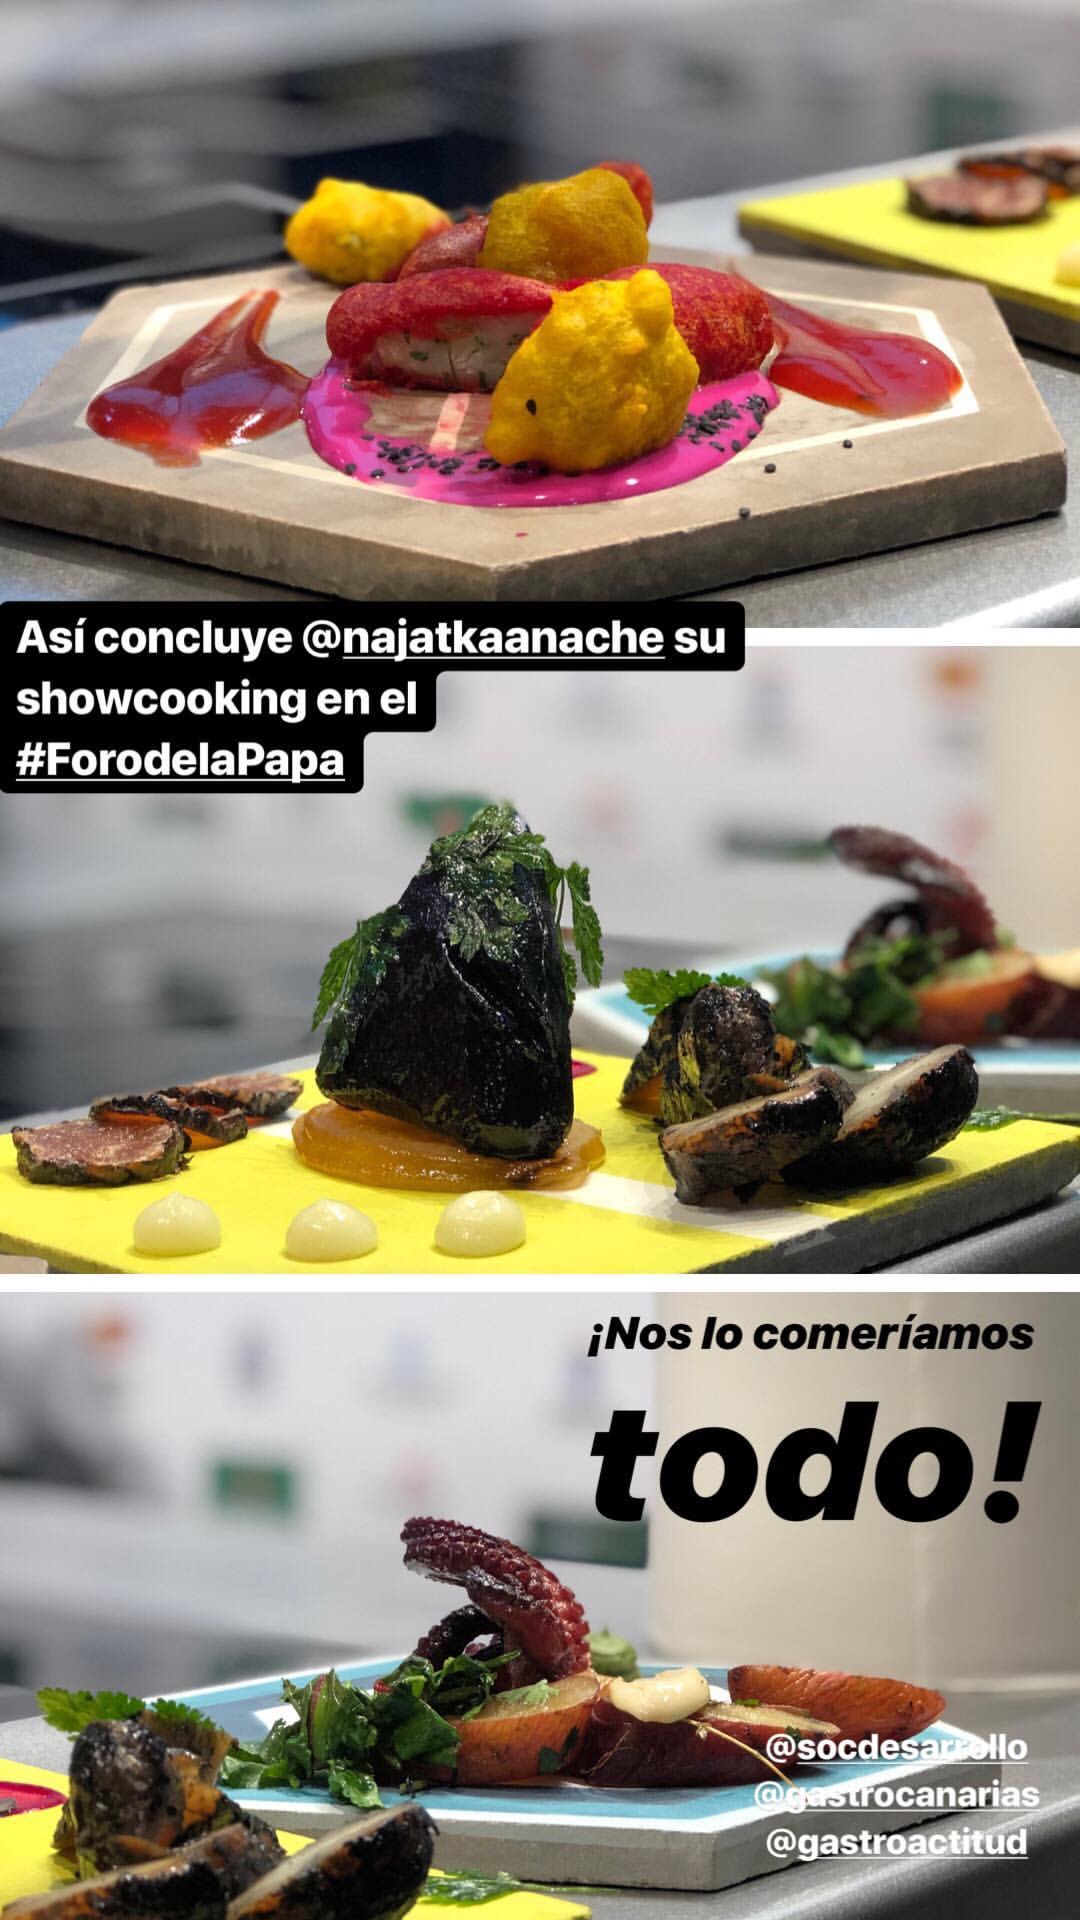 Así concluye @najatkaanache su
showcooking en el
#ForodelaPapa
¡Nos lo comeríamos
todo!
@socdesarrollo
@gastrocanarias
@gastroactitud